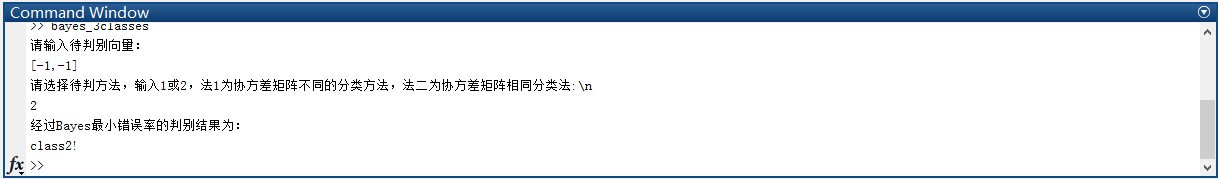 Command Window
>> bayes_3classes
请输入待判别向量：
[-1,-1]
请选择待判方法，输入1或2，法1为协方差矩阵不同的分类方法，法二为协方差矩阵相同分类法:\n
2
经过Bayes最小错误率的判别结果为：
class2!
fx >>